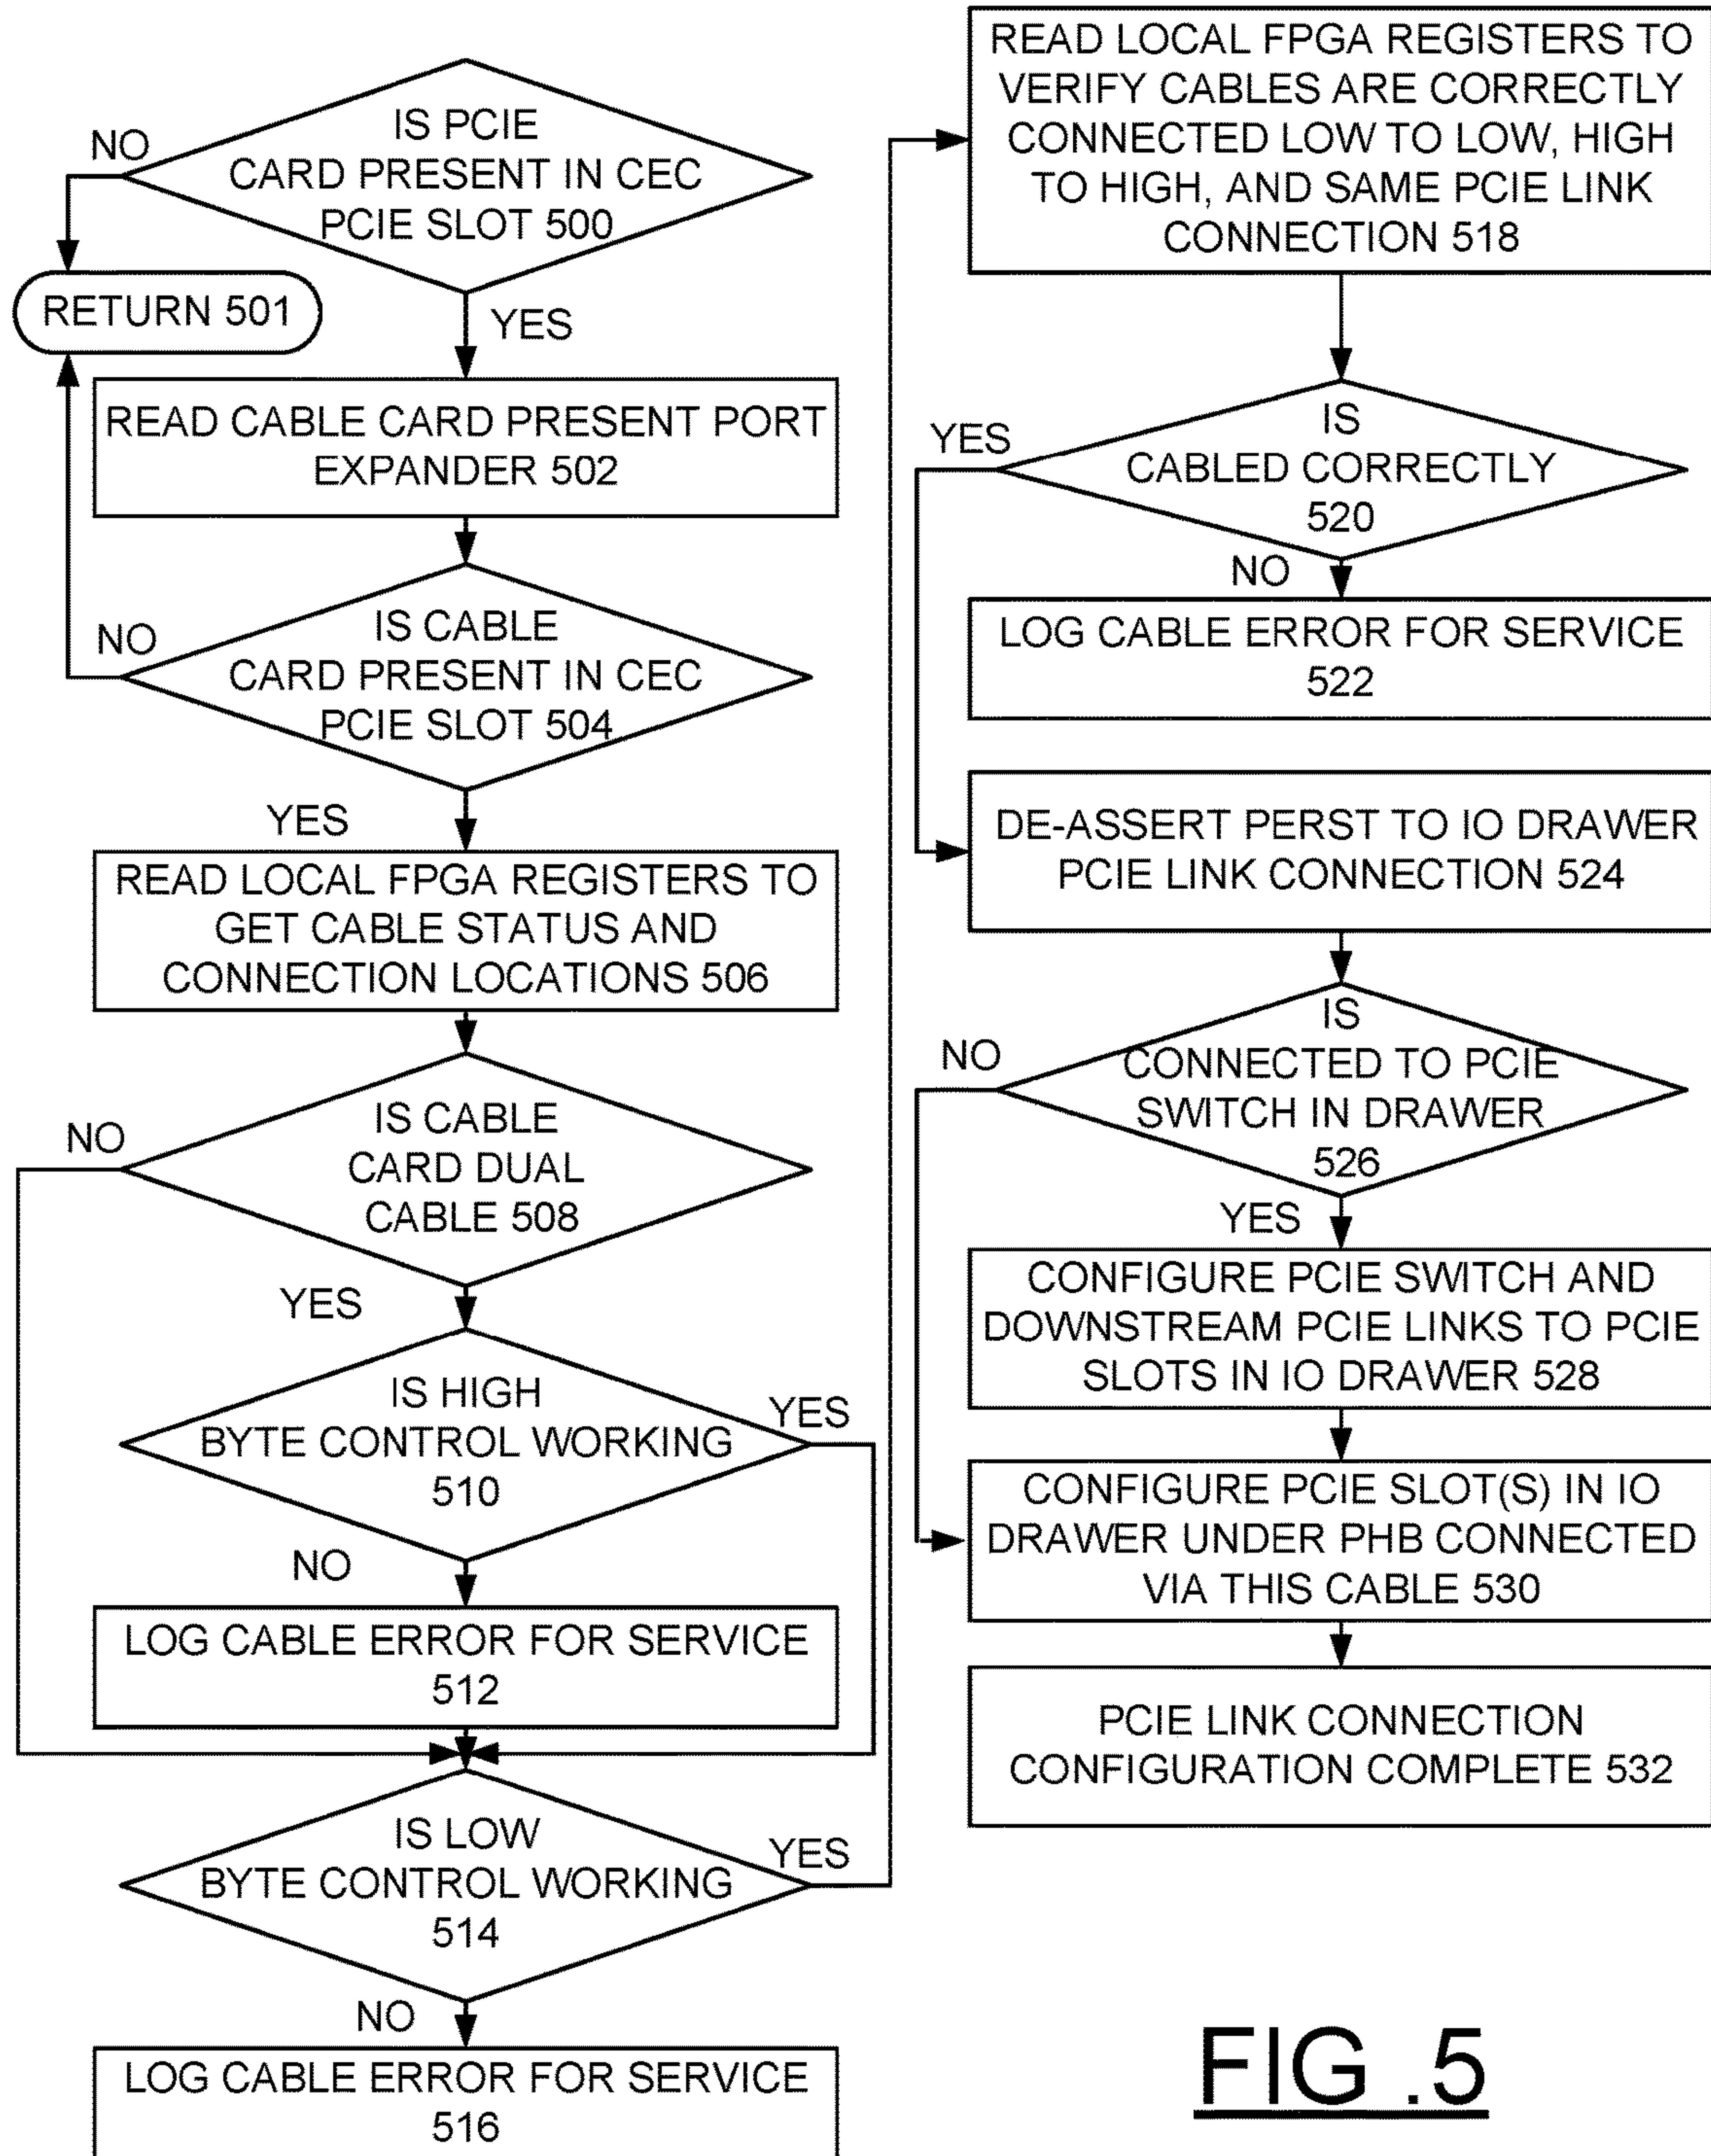 IS PCIE
CARD PRESENT IN CEC
PCIE SLOT 500
NO
RETURN 501
YES
READ CABLE CARD PRESENT PORT
EXPANDER 502
IS CABLE
CARD PRESENT IN CEC
PCIE SLOT 504
NO
YES
READ LOCAL FPGA REGISTERS TO
GET CABLE STATUS AND
CONNECTION LOCATIONS 506
IS CABLE
CARD DUAL
CABLE 508
NO
YES
IS HIGH
BYTE CONTROL WORKING
510
YES
NO
LOG CABLE ERROR FOR SERVICE
512
IS LOW
BYTE CONTROL WORKING
514
YES
NO
LOG CABLE ERROR FOR SERVICE
516
READ LOCAL FPGA REGISTERS TO
VERIFY CABLES ARE CORRECTLY
CONNECTED LOW TO LOW, HIGH
TO HIGH, AND SAME PCIE LINK
CONNECTION 518
IS
CABLED CORRECTLY
520
YES
NO
LOG CABLE ERROR FOR SERVICE
522
DE-ASSERT PERST TO IO DRAWER
PCIE LINK CONNECTION 524
IS
CONNECTED TO PCIE
SWITCH IN DRAWER
526
NO
YES
CONFIGURE PCIE SWITCH AND
DOWNSTREAM PCIE LINKS TO PCIE
SLOTS IN IO DRAWER 528
CONFIGURE PCIE SLOT(S) IN IO
DRAWER UNDER PHB CONNECTED
VIA THIS CABLE 530
PCIE LINK CONNECTION
CONFIGURATION COMPLETE 532
FIG .5